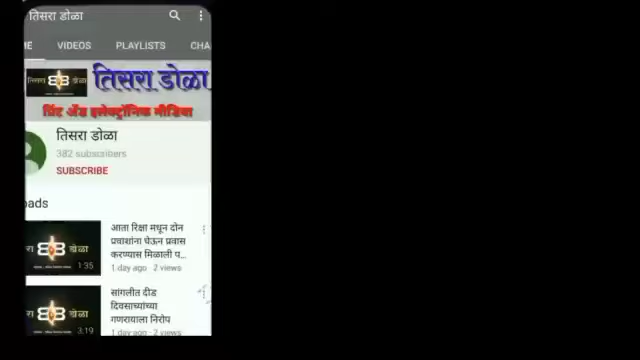 तिसरा डोळा
VIDEOS PLAYLISTS
तिसरा डोळा तिसरा डोळा
प्रिंट अँड इलेक्ट्रॉनिक मीडिया
तिसरा डोळा
382 subscribers
SUBSCRIBE
आता रिक्षा मधून दोन
प्रवाशांना घेऊन प्रवास
करण्यास मिळाली प...
1:35
1 day ago · 2 views
डोळा
सांगलीत दीड
दिवसाच्यांच्या
गणरायाला निरोप
3:19
1 day ago · 2 views